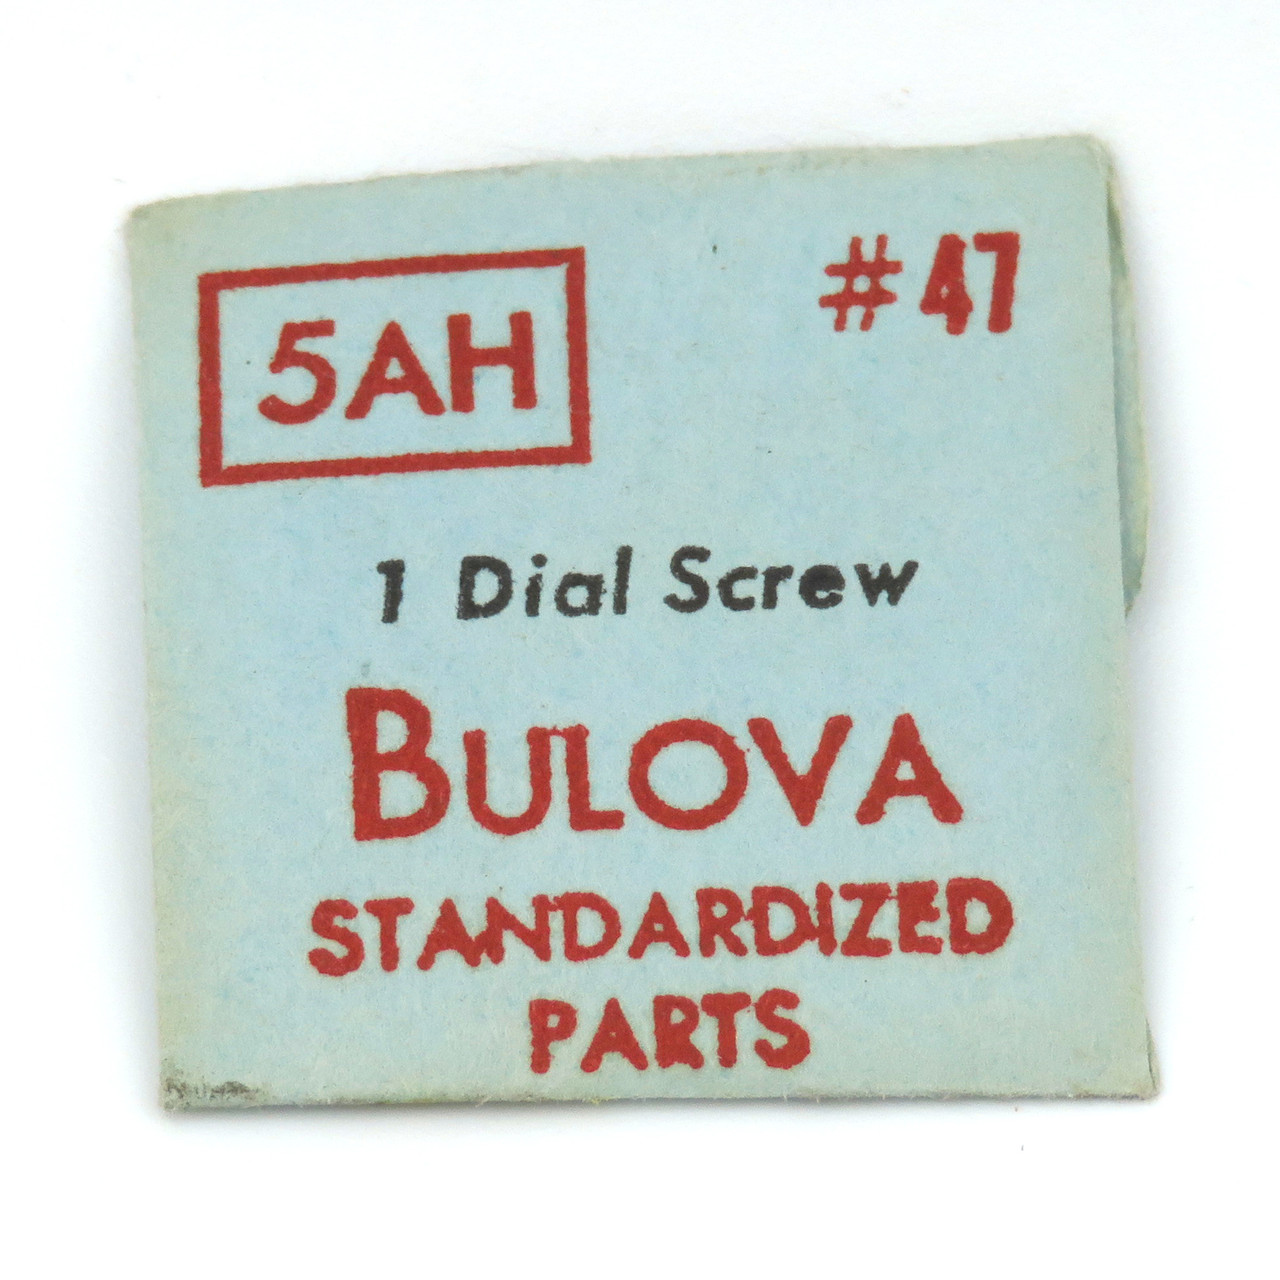 #47
5AH
1 Dial Screw
BULOVA
STANDARDIZED
PARTS